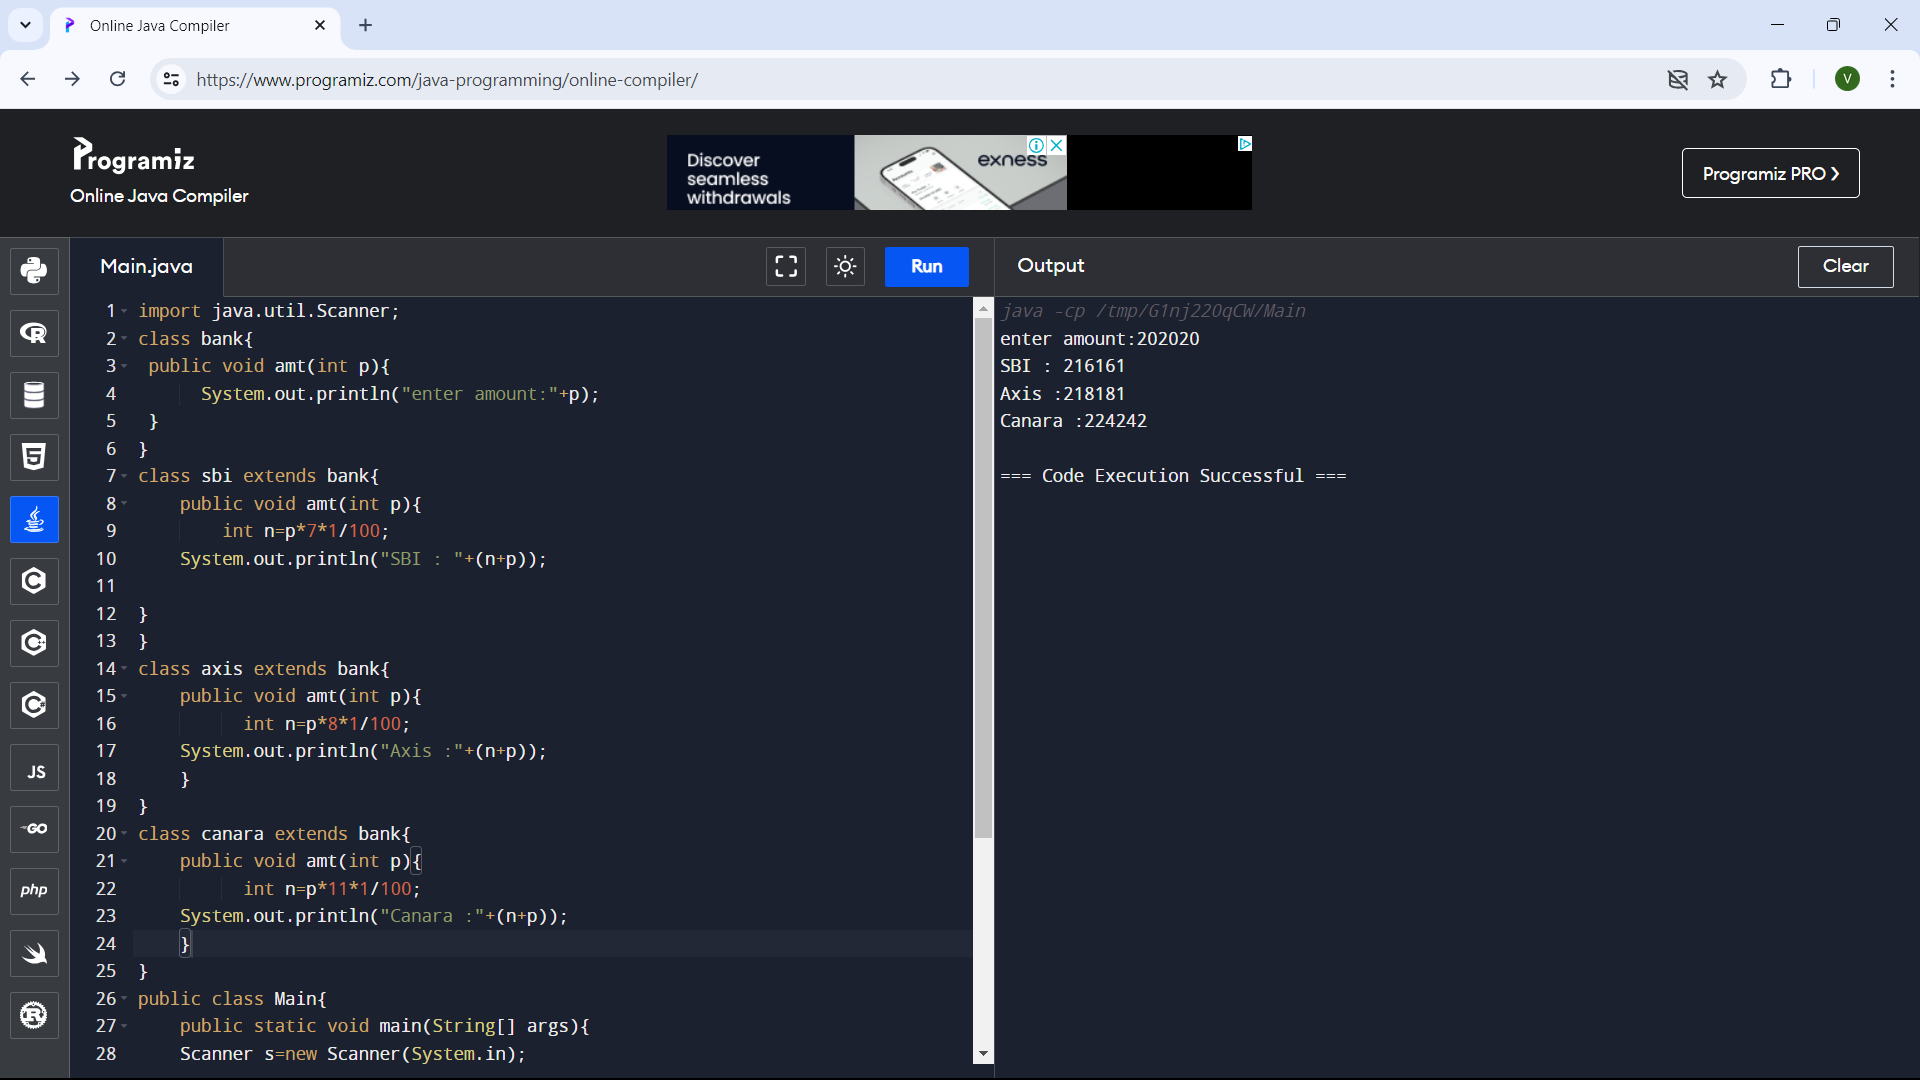 Online Java Compiler
https://www.programiz.com/java-programming/online-compiler/
V
Programiz
Online Java Compiler
Discover
seamless
withdrawals
exness
Programiz PRO
Main.java
Run
Output
Clear
1 import java.util.Scanner;
2 class bank{
3 public void amt(int p){
4 System.out.println("enter amount:"+p);
5 }
6 }
7 class sbi extends bank{
8 public void amt(int p){
9 int n=p*7*1/100;
10 System.out.println("SBI : "+(n+p));
11
12 }
13 }
14 class axis extends bank{
15 public void amt(int p){
16 int n=p*8*1/100;
17 System.out.println("Axis :"+(n+p));
18 }
19 }
20 class canara extends bank{
21 public void amt(int p){
22 int n=p*11*1/100;
23 System.out.println("Canara :"+(n+p));
24 }
25 }
26 public class Main{
27 public static void main(String[] args){
28 Scanner s=new Scanner(System.in);
java -cp /tmp/G1nj22OqCW/Main
enter amount:202020
SBI : 216161
Axis :218181
Canara :224242
=== Code Execution Successful ===
R
5
C
C
C
JS
GO
php
R